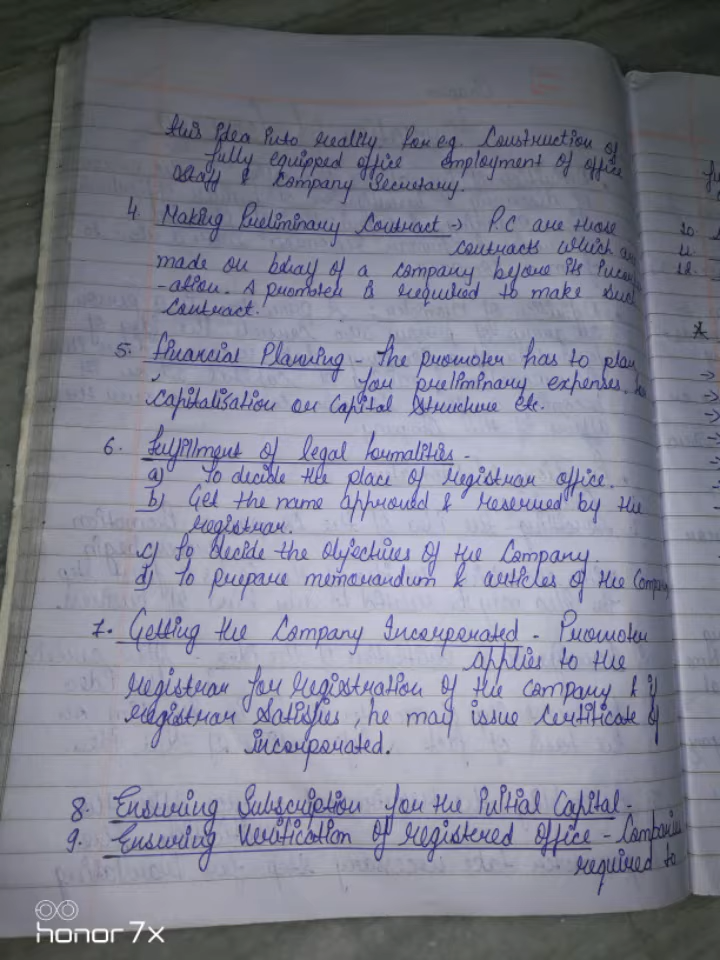 this idea into reality for eg. Construction of
fully equipped office employment of office
Staff & Company Secretary.
4. Making Preliminary Contract → P.C are those
contracts which are
made on behay of a company before its Incorpor
-ation. A promoter is required to make such
Contract.
5. Financial Planning - The promoter has to plan
for preliminary expenses.
Capitalisation or Capital Structure etc.
6. Fulfillment of legal formalities -
a) To decide the place of registrar office.
b) Get the name approved & reserved by the
registrar.
c) To decide the objectives of the Company.
d) To prepare memorandum & articles of the Company
7. Getting the Company Incorporated - Promoter
applies to the
registrar for registration of the company & if
registrar Satisfies, he may issue Certificate of
incorporated.
8. Ensuring Subscription for the Initial Capital -
9. Ensuring Verification of registered office - Companies
required to
10.
11.
12.
honor 7x